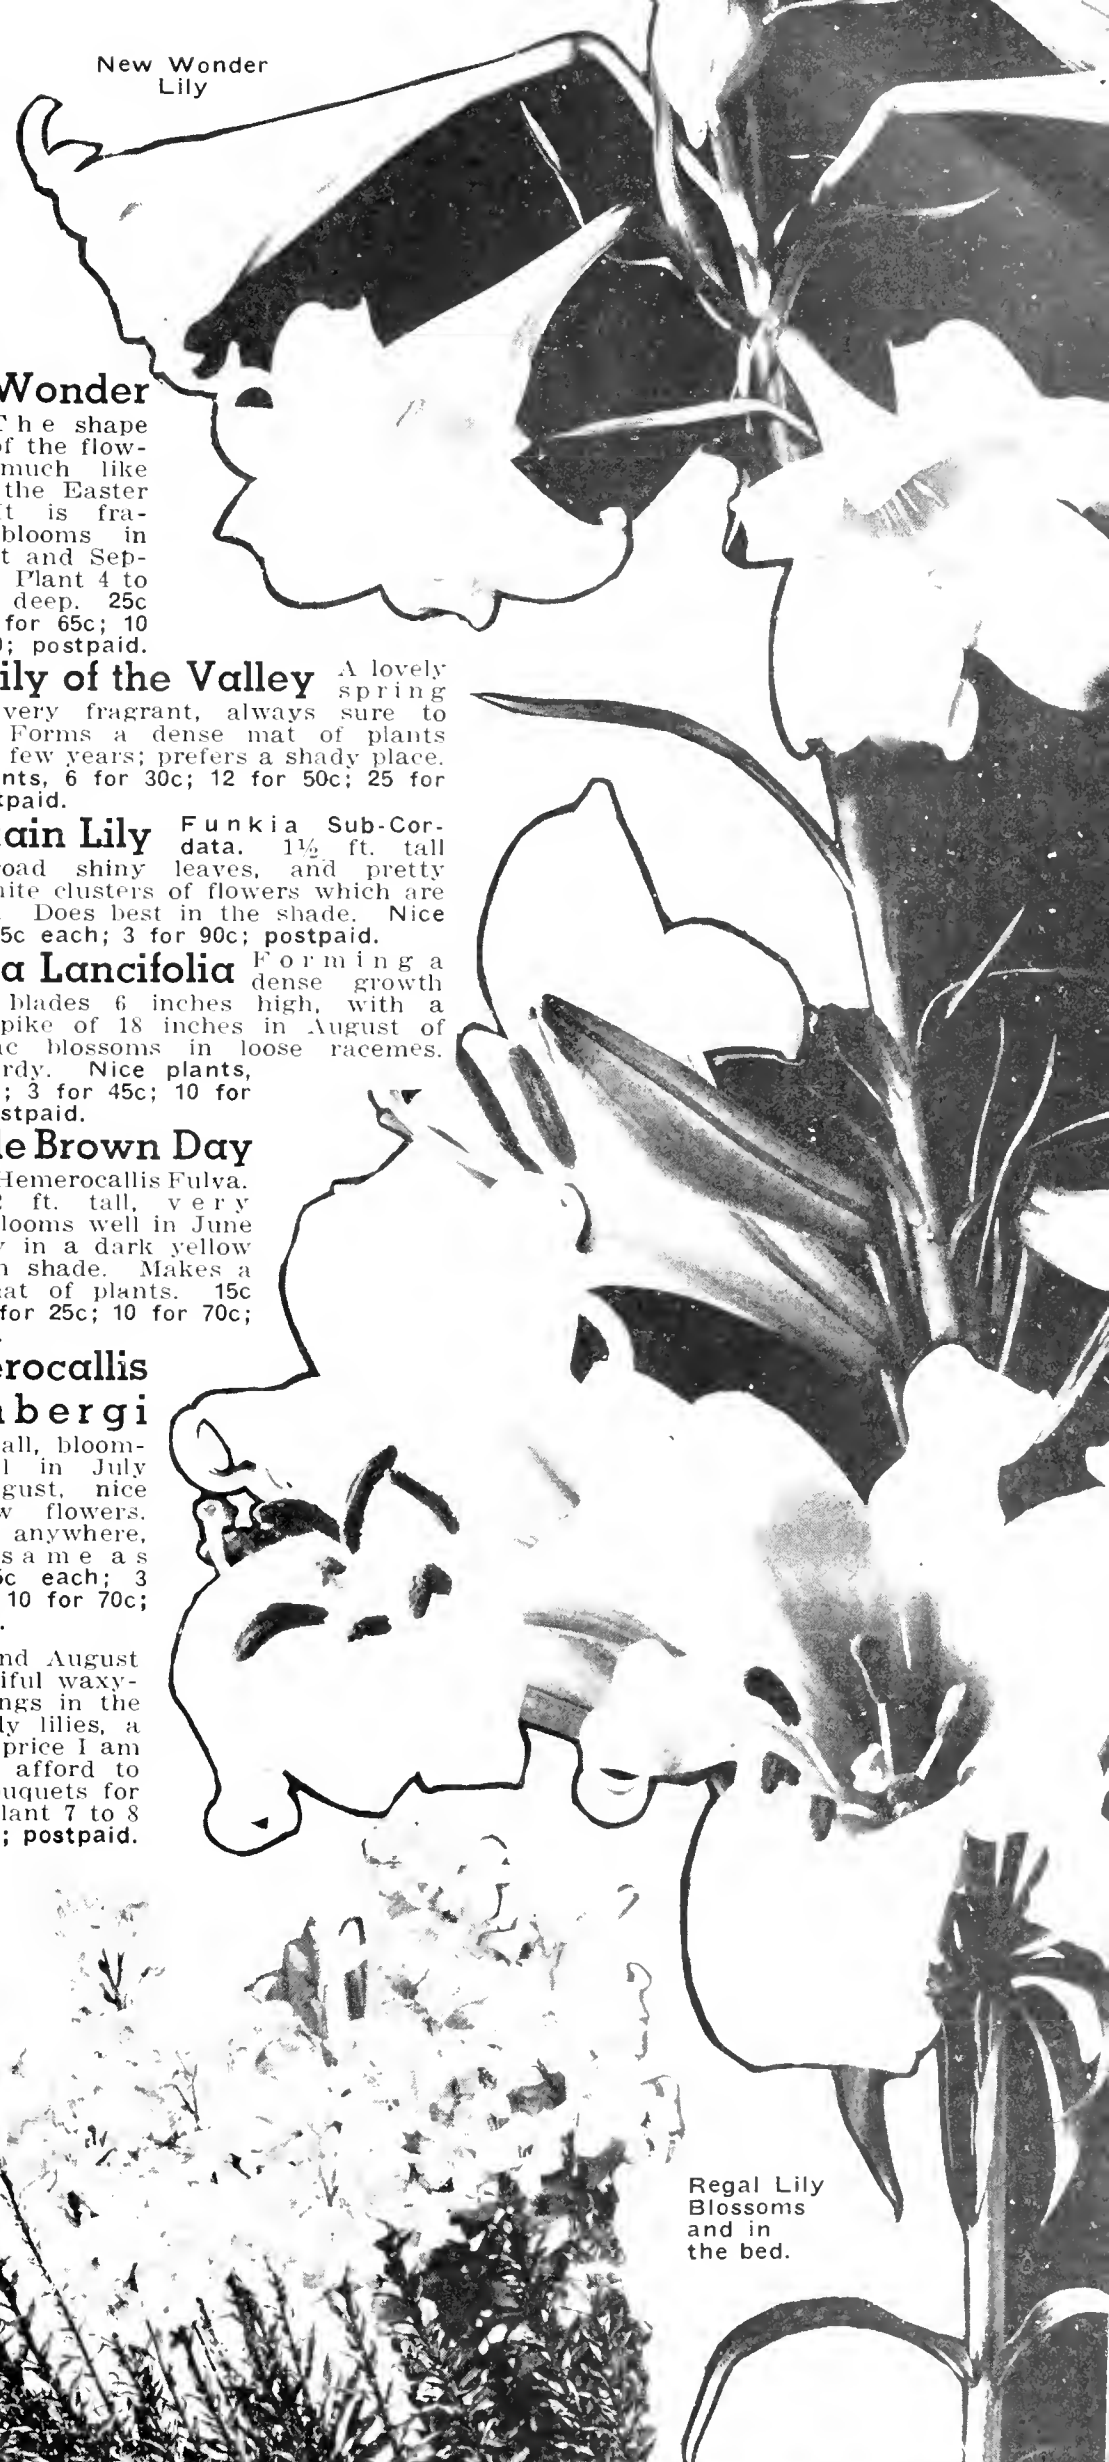 New Wonder
Lily
Wonder
The shape
of the flow-
much like
the Easter
It is fra-
blooms in
t and Sep-
Plant 4 to
deep. 25c
for 65c; 10
; postpaid.
ily of the Valley A lovely
spring
very fragrant, always sure to
Forms a dense mat of plants
few years; prefers a shady place.
nts, 6 for 30c; 12 for 50c; 25 for
tpaid.
ain Lily Funkia Sub-Cor-
data. 1½ ft. tall
road shiny leaves, and pretty
hite clusters of flowers which are
. Does best in the shade. Nice
5c each; 3 for 90c; postpaid.
a Lancifolia Forming a
dense growth
blades 6 inches high, with a
pike of 18 inches in August of
ac blossoms in loose racemes.
rdy. Nice plants,
; 3 for 45c; 10 for
stpaid.
le Brown Day
Hemerocallis Fulva.
ft. tall, very
looms well in June
y in a dark yellow
n shade. Makes a
at of plants. 15c
for 25c; 10 for 70c;
.
erocallis
nbergi
all, bloom-
l in July
gust, nice
w flowers.
anywhere,
same as
5c each; 3
10 for 70c;
.
nd August
iful waxy-
ngs in the
ly lilies, a
price I am
afford to
uquets for
lant 7 to 8
; postpaid.
Regal Lily
Blossoms
and in
the bed.